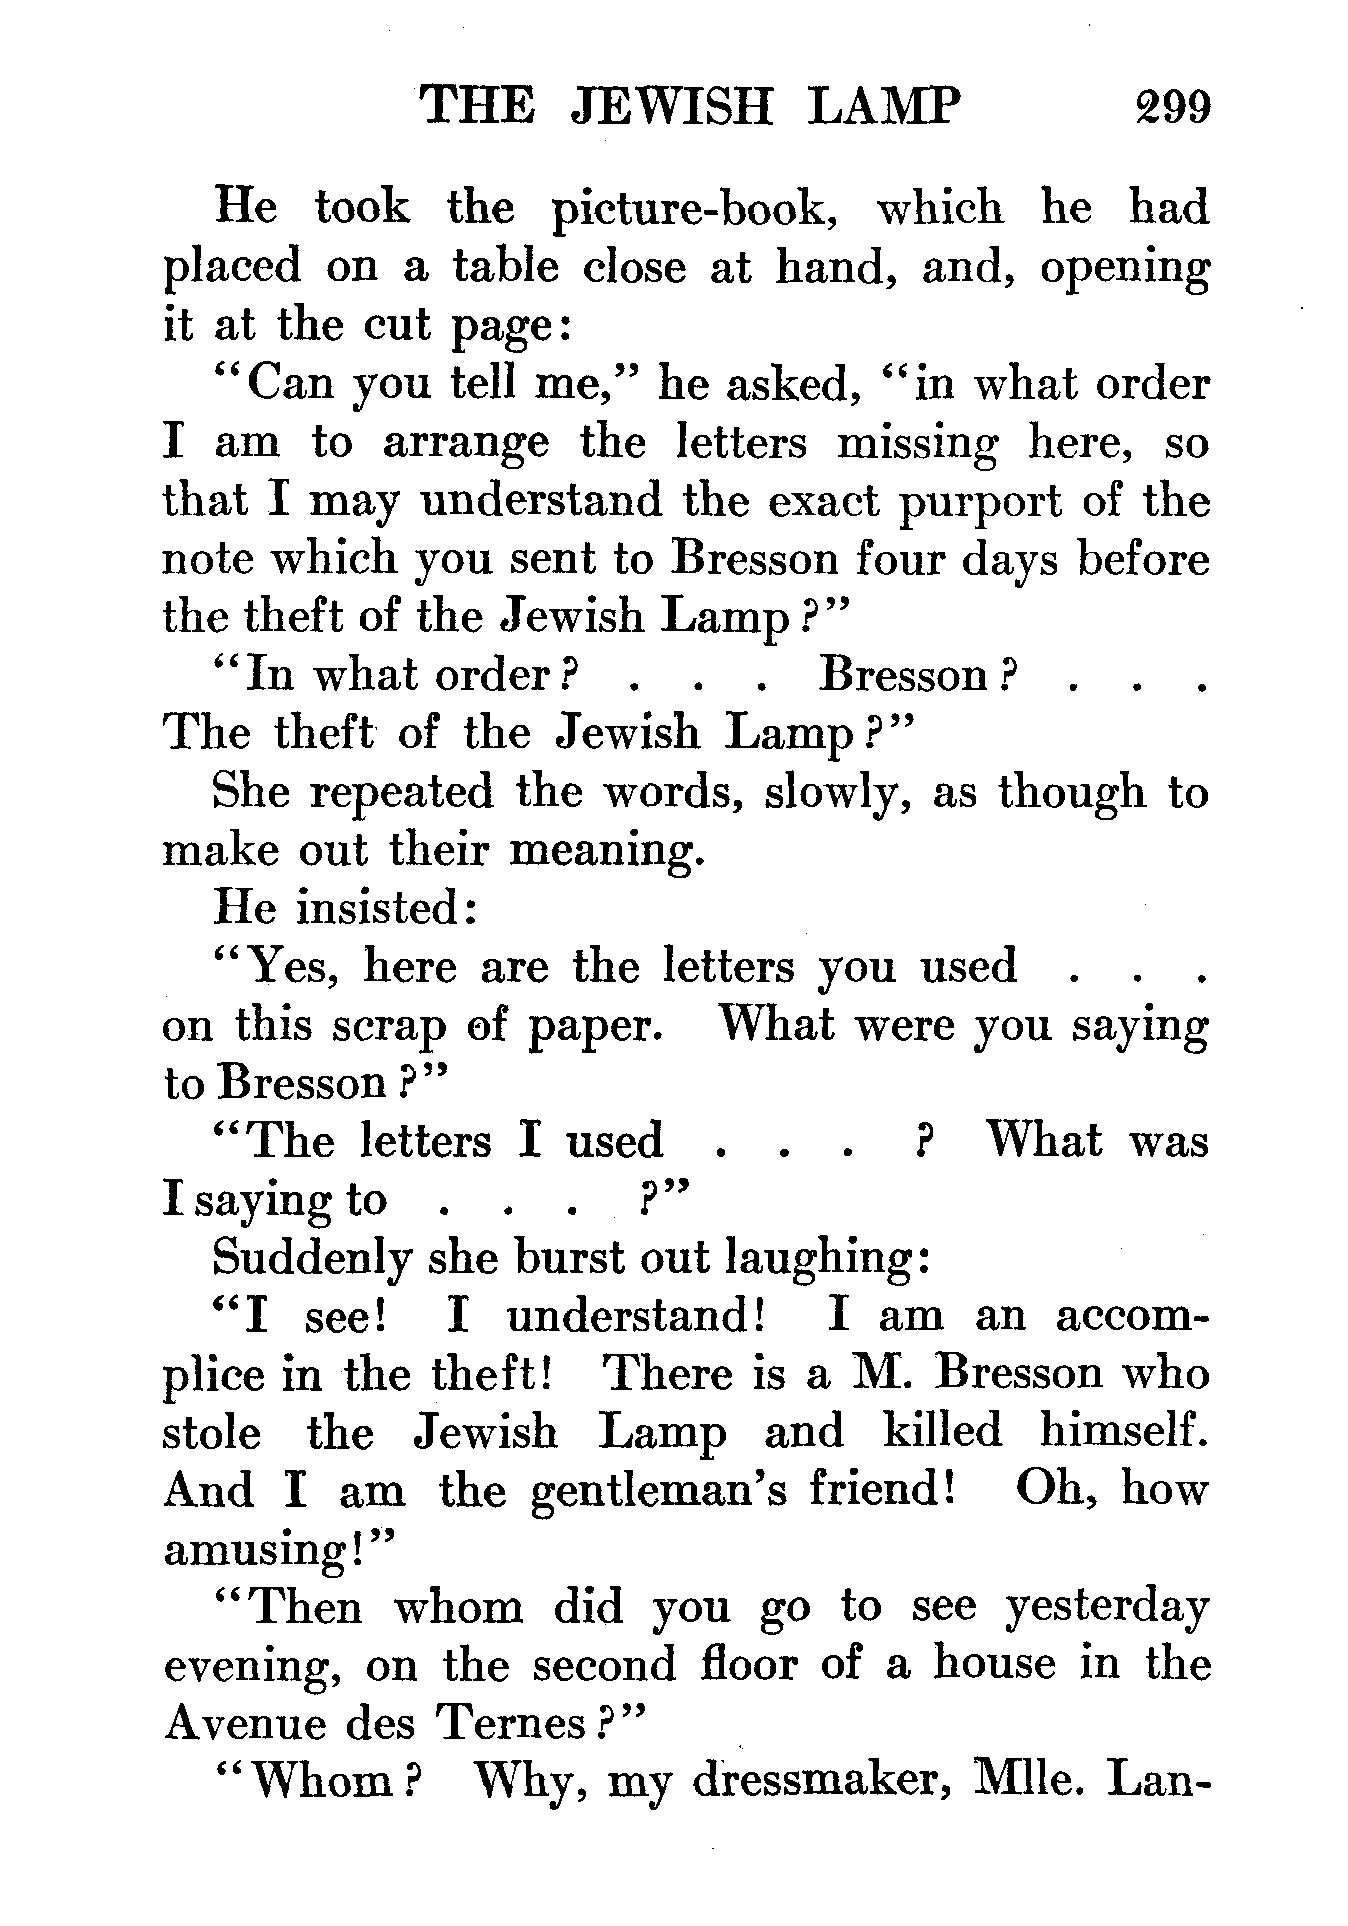 THE JEWISH LAMP 299
He took the picture-book, which he had
placed on a table close at hand, and, opening
it at the cut page:
“Can you tell me,” he asked, “in what order
I am to arrange the letters missing here, so
that I may understand the exact purport of the
note which you sent to Bresson four days before
the theft of the Jewish Lamp?”
“In what order? . . . Bresson? . . .
The theft of the Jewish Lamp?”
She repeated the words, slowly, as though to
make out their meaning.
He insisted:
“Yes, here are the letters you used . . .
on this scrap of paper. What were you saying
to Bresson?”
“The letters I used . . . ? What was
I saying to . . . ?”
Suddenly she burst out laughing:
“I see! I understand! I am an accom-
plice in the theft! There is a M. Bresson who
stole the Jewish Lamp and killed himself.
And I am the gentleman’s friend! Oh, how
amusing!”
“Then whom did you go to see yesterday
evening, on the second floor of a house in the
Avenue des Ternes?”
“Whom? Why, my dressmaker, Mlle. Lan-